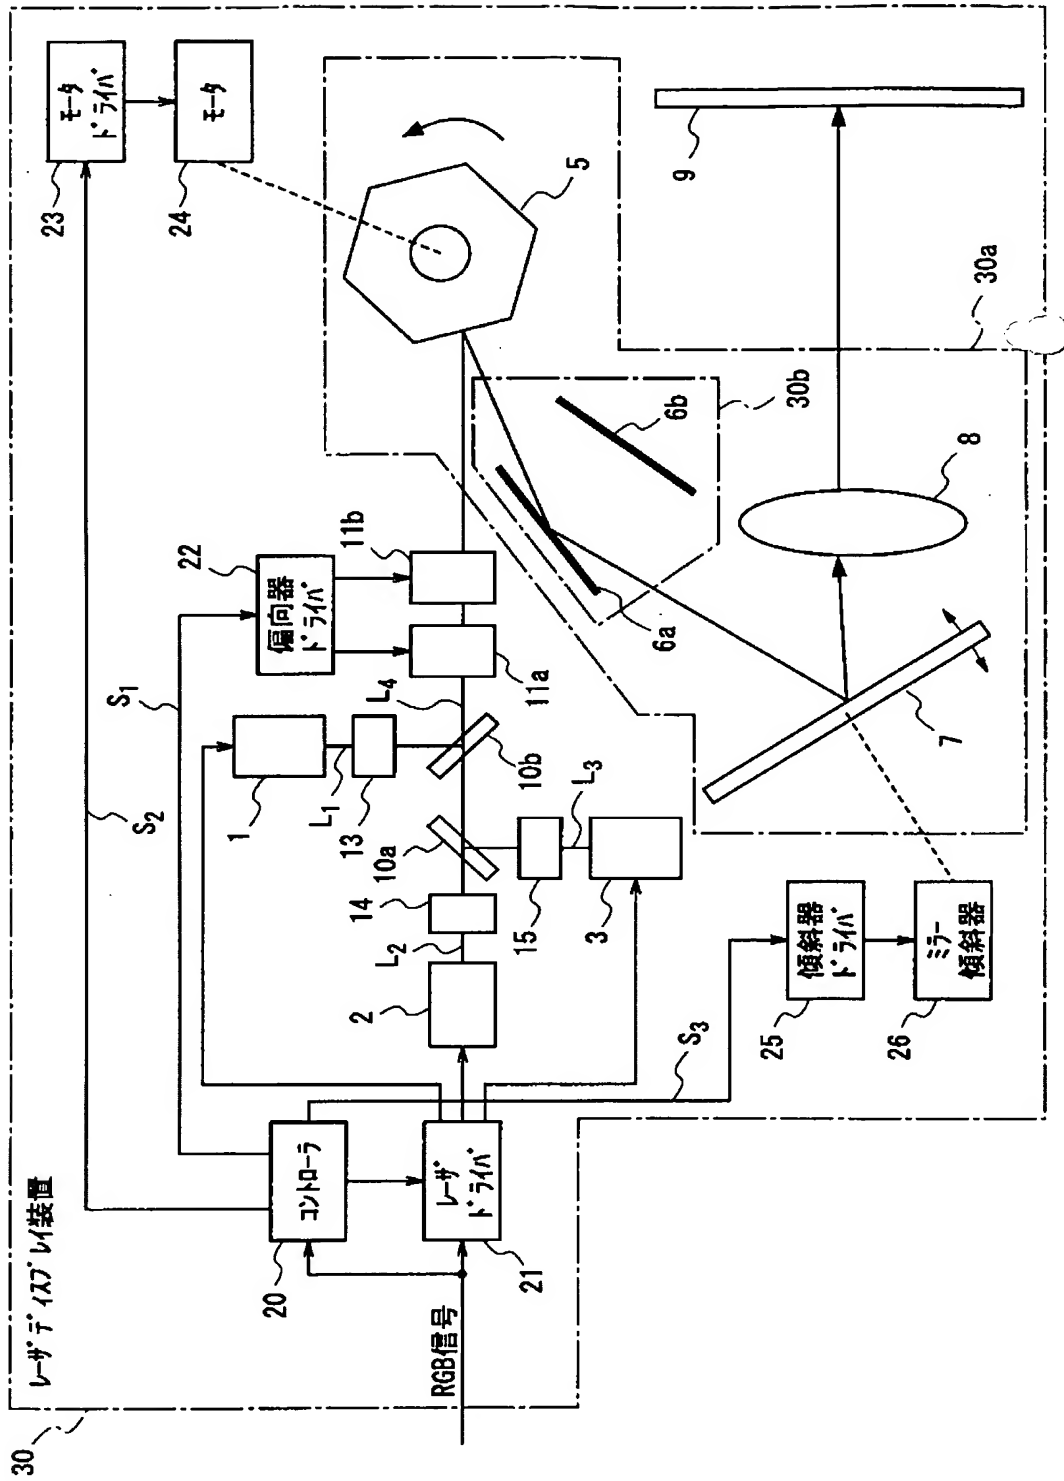 30
レーザディスプレイ装置
RGB信号
20
コントローラ
21
レーザ
ドライバ
S1
S2
S3
1
L1
13
2
L2
14
10a
10b
15
L3
3
L4
22
偏向器
ドライバ
11a
11b
23
モータ
ドライバ
24
モータ
5
6a
6b
30b
7
8
9
30a
25
傾斜器
ドライバ
26
ミラー
傾斜器